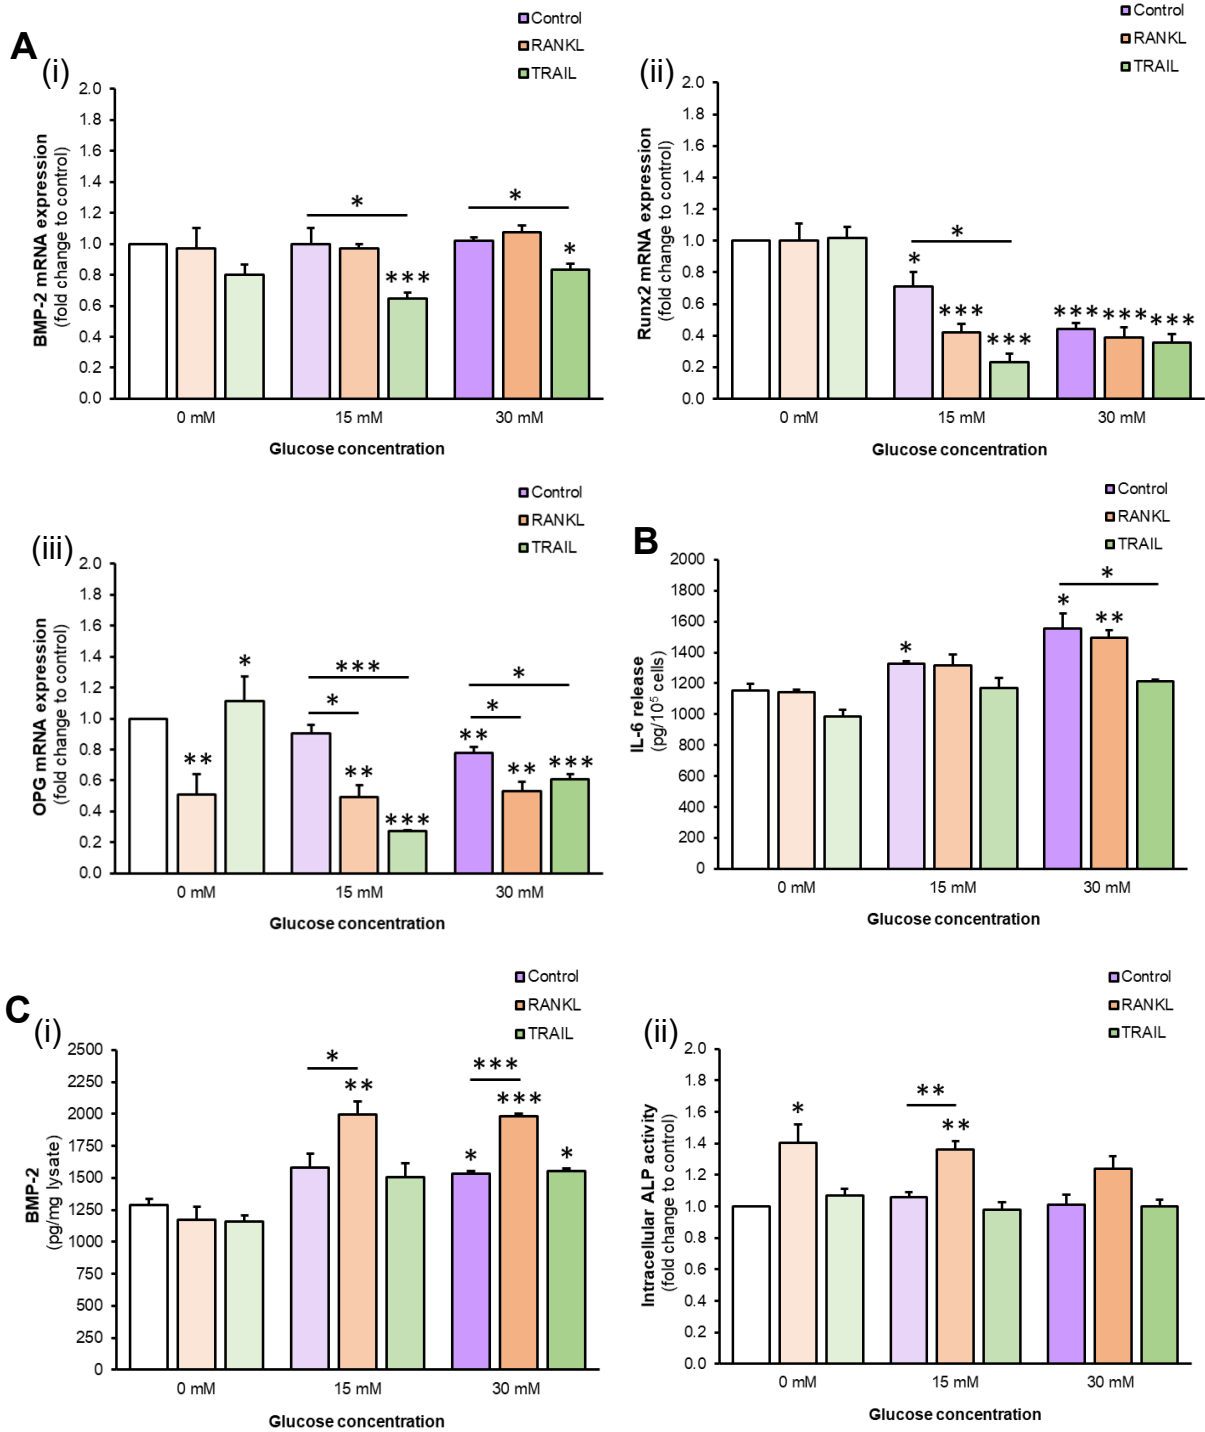 A
(i)
Control
RANKL
TRAIL
BMP-2 mRNA expression
(fold change to control)
2.0
1.8
1.6
1.4
1.2
1.0
0.8
0.6
0.4
0.2
0.0
*
***
*
*
0 mM
15 mM
30 mM
Glucose concentration
(ii)
Control
RANKL
TRAIL
Runx2 mRNA expression
(fold change to control)
2.0
1.8
1.6
1.4
1.2
1.0
0.8
0.6
0.4
0.2
0.0
*
*
***
***
***
***
***
0 mM
15 mM
30 mM
Glucose concentration
(iii)
Control
RANKL
TRAIL
OPG mRNA expression
(fold change to control)
2.0
1.8
1.6
1.4
1.2
1.0
0.8
0.6
0.4
0.2
0.0
**
*
***
*
**
***
*
*
**
**
***
0 mM
15 mM
30 mM
Glucose concentration
B
Control
RANKL
TRAIL
IL-6 release
(pg/10⁵ cells)
2000
1800
1600
1400
1200
1000
800
600
400
200
0
*
*
*
**
0 mM
15 mM
30 mM
Glucose concentration
C
(i)
Control
RANKL
TRAIL
BMP-2
(pg/mg lysate)
2500
2250
2000
1750
1500
1250
1000
750
500
250
0
*
**
***
*
***
*
0 mM
15 mM
30 mM
Glucose concentration
(ii)
Control
RANKL
TRAIL
Intracellular ALP activity
(fold change to control)
2.0
1.8
1.6
1.4
1.2
1.0
0.8
0.6
0.4
0.2
0.0
*
**
**
0 mM
15 mM
30 mM
Glucose concentration